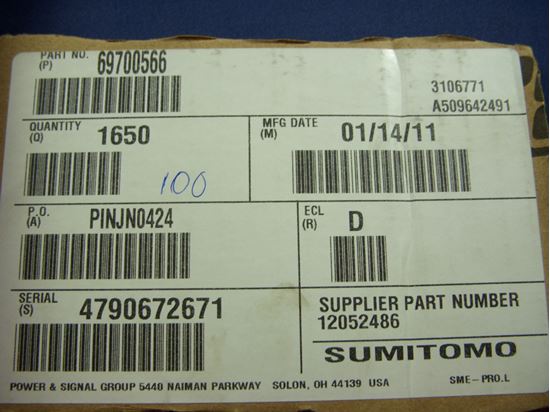 PART NO. 69700566
(P)
3106771
A509642491
QUANTITY 1650
(Q)
100
MFG DATE 01/14/11
(M)
P.O. PINJN0424
(A)
ECL D
(R)
SERIAL 4790672671
(S)
SUPPLIER PART NUMBER
12052486
SUMITOMO
POWER & SIGNAL GROUP 5440 NAIMAN PARKWAY SOLON, OH 44139 USA SME-PRO.L